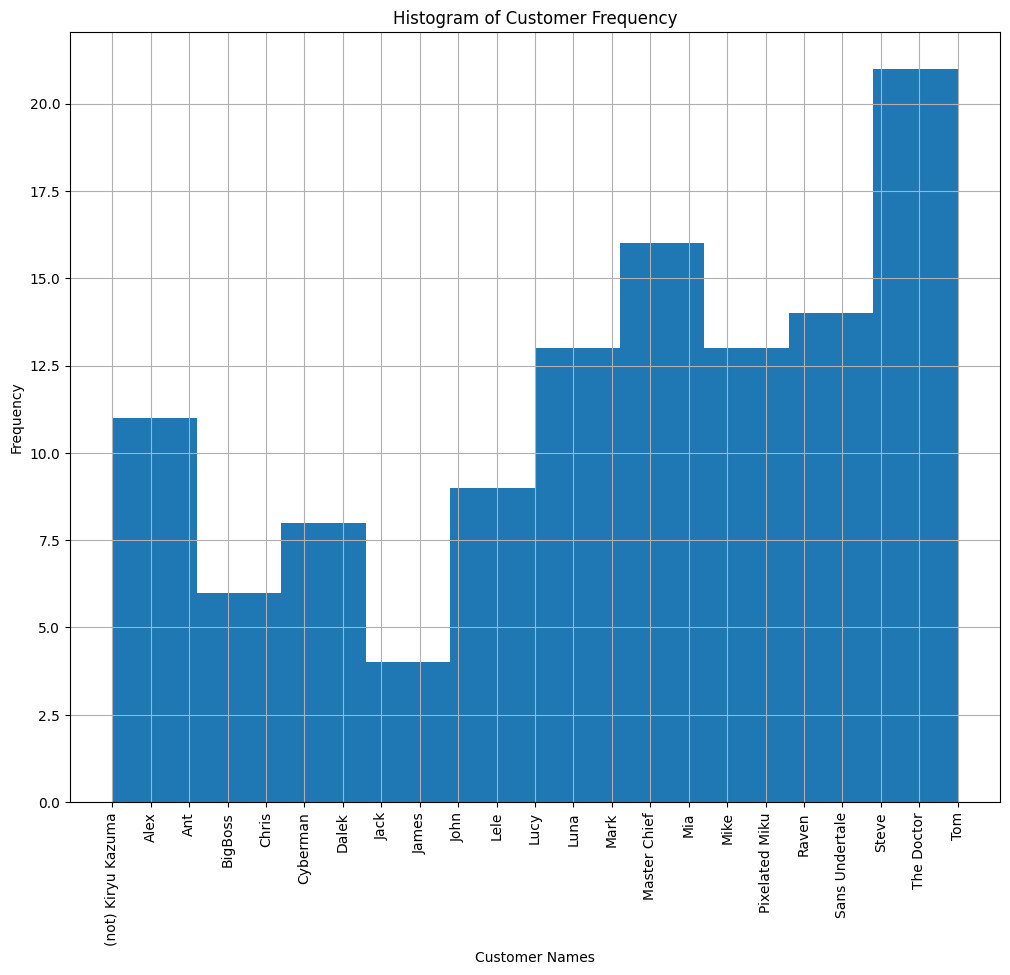 Histogram of Customer Frequency
Frequency
20.0
17.5
15.0
12.5
10.0
7.5
5.0
2.5
0.0
(not) Kiryu Kazuma
Alex
Ant
BigBoss
Chris
Cyberman
Dalek
Jack
James
John
Lele
Lucy
Luna
Mark
Master Chief
Mia
Mike
Pixelated Miku
Raven
Sans Undertale
Steve
The Doctor
Tom
Customer Names